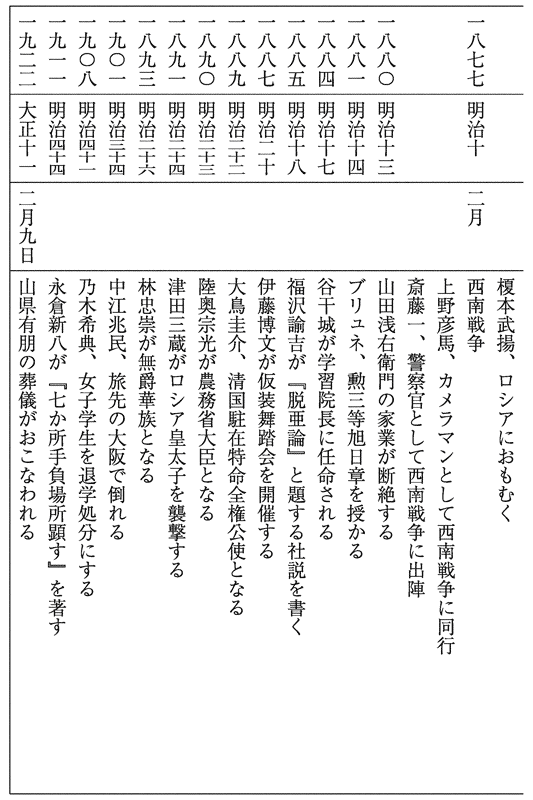 榎本武揚、ロシアにおもむく
一八七七 明治十 二月 西南戦争
上野彦馬、カメラマンとして西南戦争に同行
斎藤一、警察官として西南戦争に出陣
一八八〇 明治十三 山田浅右衛門の家業が断絶する
一八八一 明治十四 ブリュネ、勲三等旭日章を授かる
一八八四 明治十七 谷干城が学習院長に任命される
一八八五 明治十八 福沢諭吉が『脱亜論』と題する社説を書く
一八八七 明治二十 伊藤博文が仮装舞踏会を開催する
一八八九 明治二十二 大鳥圭介、清国駐在特命全権公使となる
一八九〇 明治二十三 陸奥宗光が農務省大臣となる
一八九一 明治二十四 津田三蔵がロシア皇太子を襲撃する
一八九三 明治二十六 林忠崇が無爵華族となる
一九〇一 明治三十四 中江兆民、旅先の大阪で倒れる
一九〇八 明治四十一 乃木希典、女子学生を退学処分にする
一九一一 明治四十四 永倉新八が『七か所手負場所顕す』を著す
一九二二 大正十一 二月九日 山県有朋の葬儀がおこなわれる